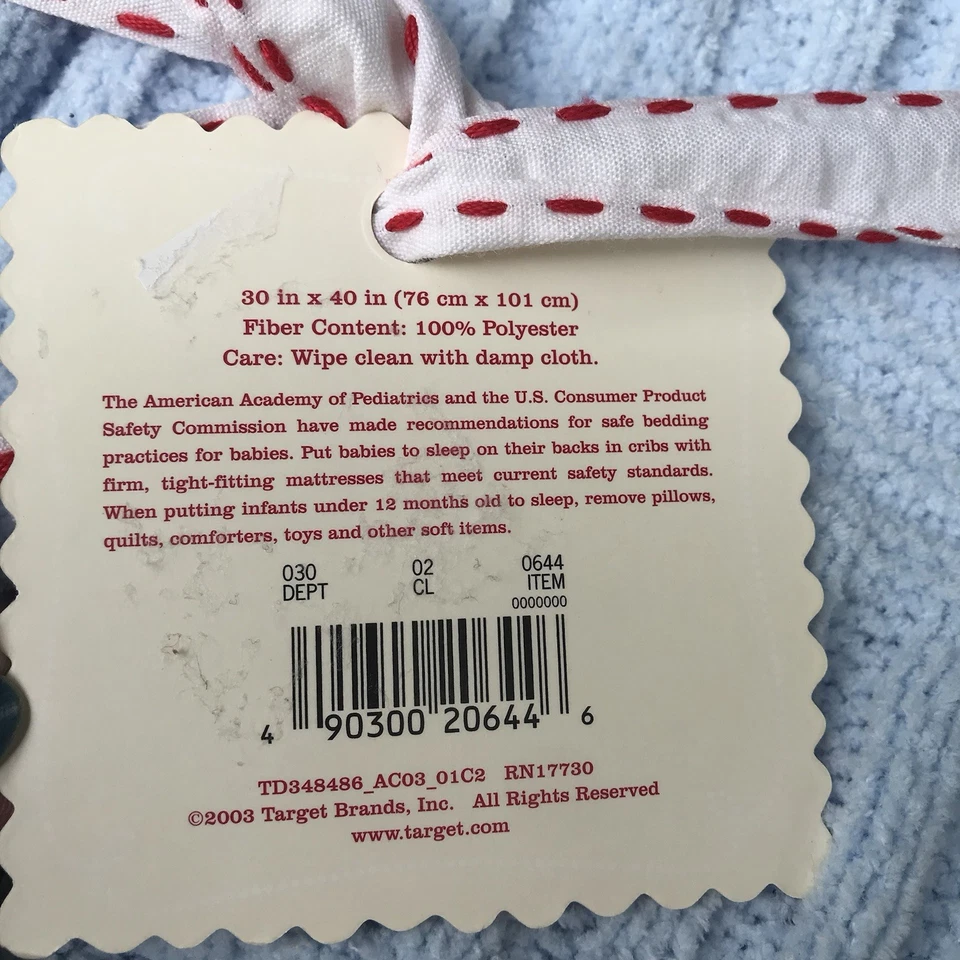 30 in x 40 in (76 cm x 101 cm)
Fiber Content: 100% Polyester
Care: Wipe clean with damp cloth.
The American Academy of Pediatrics and the U.S. Consumer Product
Safety Commission have made recommendations for safe bedding
practices for babies. Put babies to sleep on their backs in cribs with
firm, tight-fitting mattresses that meet current safety standards.
When putting infants under 12 months old to sleep, remove pillows,
quilts, comforters, toys and other soft items.
030 02 0644
DEPT CL ITEM
0000000
4 90300 20644 6
TD348486_AC03_01C2 RN17730
©2003 Target Brands, Inc. All Rights Reserved
www.target.com